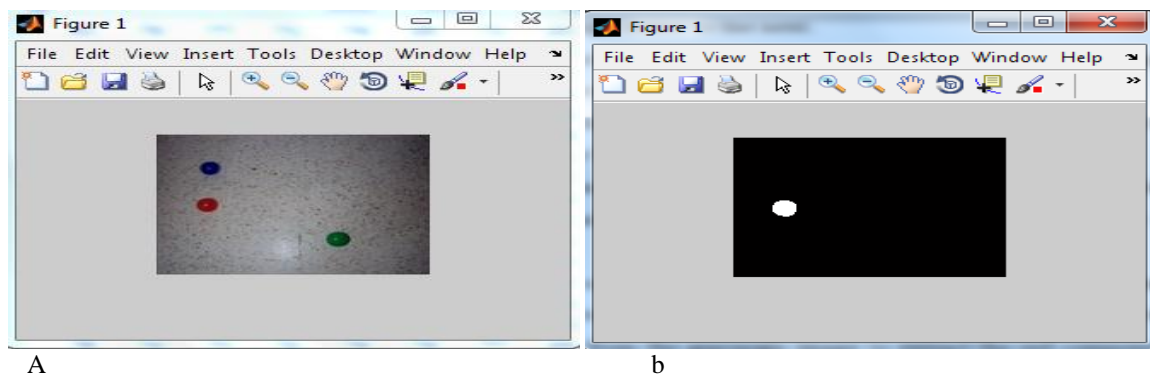 Figure 1
File Edit View Insert Tools Desktop Window Help
Figure 1
File Edit View Insert Tools Desktop Window Help
A
b